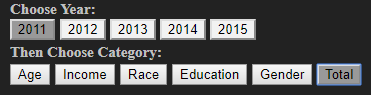 Choose Year:
2011 2012 2013 2014 2015
Then Choose Category:
Age Income Race Education Gender Total